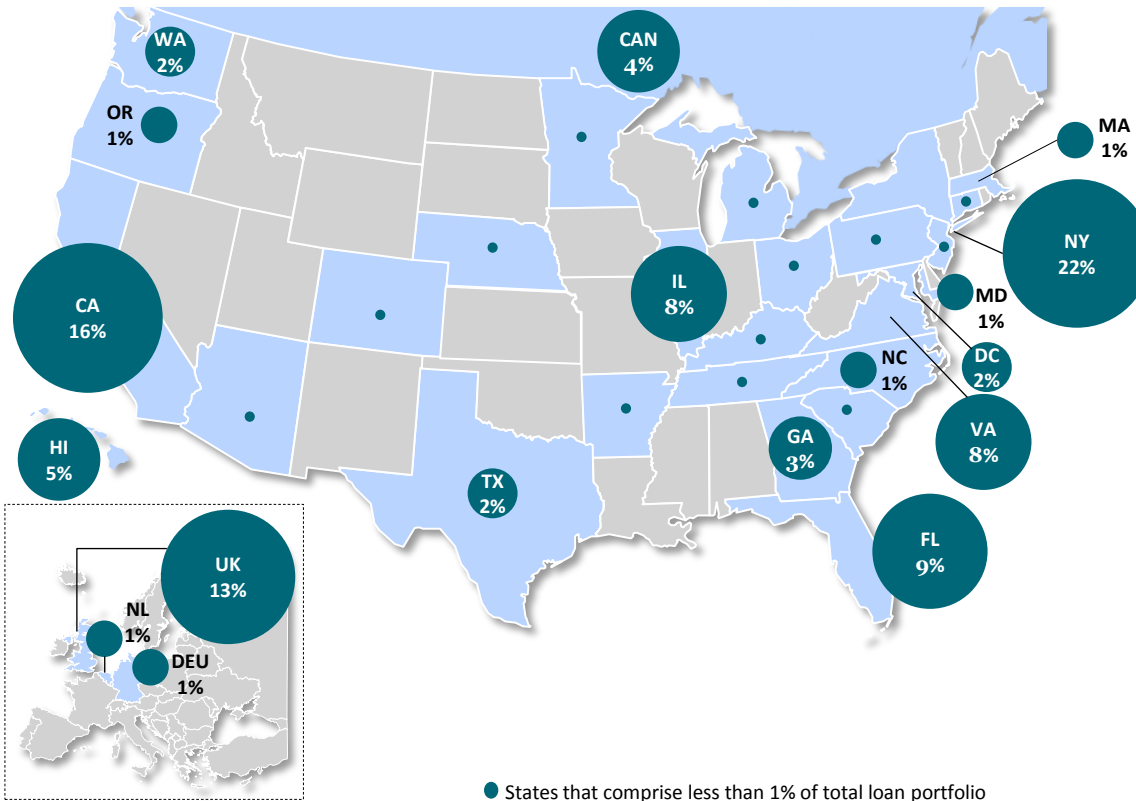 WA
2%
CAN
4%
OR
1%
MA
1%
NY
22%
CA
16%
IL
8%
MD
1%
NC
1%
DC
2%
HI
5%
GA
3%
VA
8%
TX
2%
FL
9%
UK
13%
NL
1%
DEU
1%
States that comprise less than 1% of total loan portfolio